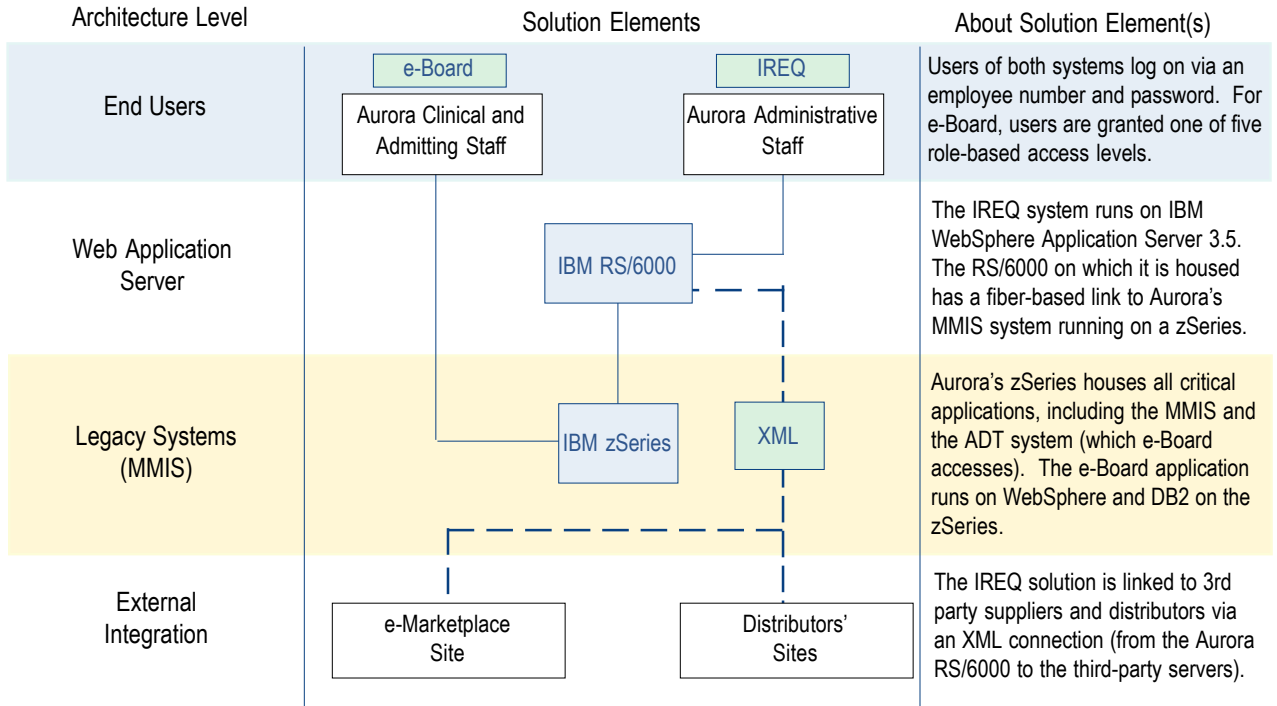 Architecture Level
Solution Elements
About Solution Element(s)
End Users
e-Board
Aurora Clinical and
Admitting Staff
IREQ
Aurora Administrative
Staff
Users of both systems log on via an
employee number and password. For
e-Board, users are granted one of five
role-based access levels.
Web Application
Server
IBM RS/6000
The IREQ system runs on IBM
WebSphere Application Server 3.5.
The RS/6000 on which it is housed
has a fiber-based link to Aurora’s
MMIS system running on a zSeries.
Legacy Systems
(MMIS)
IBM zSeries
XML
Aurora’s zSeries houses all critical
applications, including the MMIS and
the ADT system (which e-Board
accesses). The e-Board application
runs on WebSphere and DB2 on the
zSeries.
External
Integration
e-Marketplace
Site
Distributors’
Sites
The IREQ solution is linked to 3rd
party suppliers and distributors via
an XML connection (from the Aurora
RS/6000 to the third-party servers).